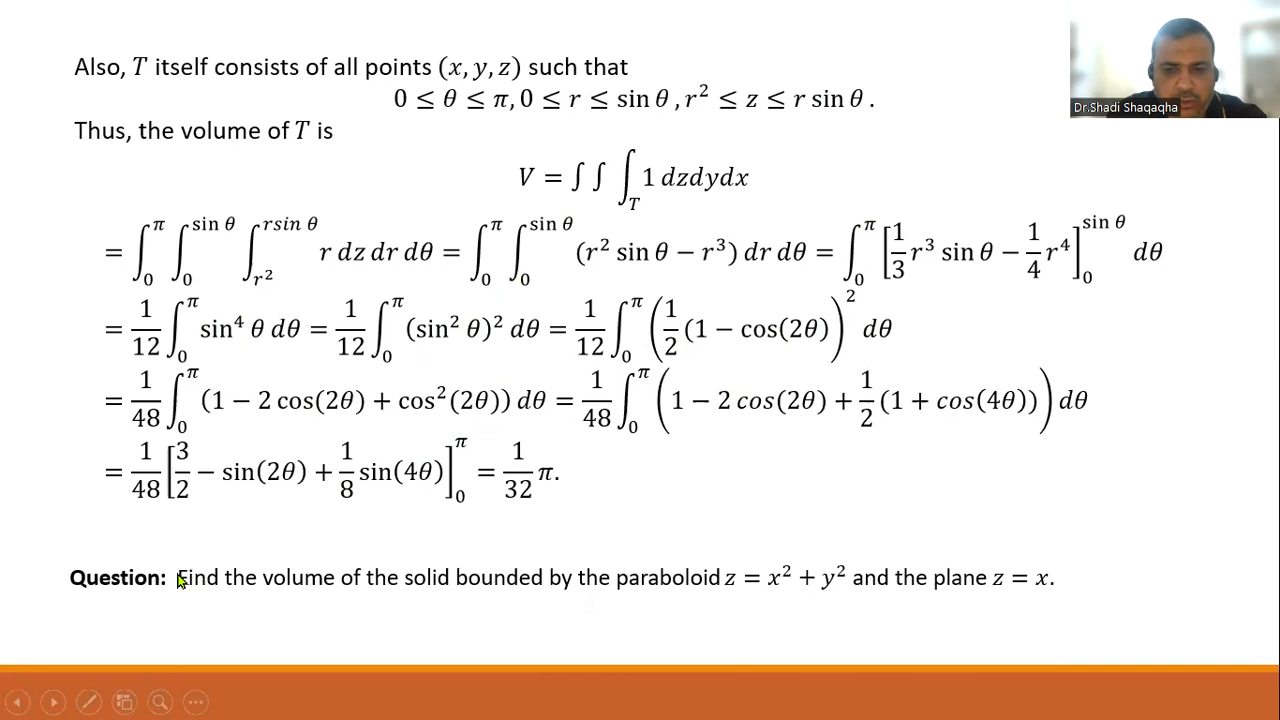 Dr.Shadi Shaqaqha
Also, T itself consists of all points (x, y, z) such that
0 ≤ θ ≤ π, 0 ≤ r ≤ sin θ , r² ≤ z ≤ r sin θ .
Thus, the volume of T is
V = ∫ ∫ ∫_T 1 dzdydx
= ∫_0^π ∫_0^{sin θ} ∫_{r²}^{rsin θ} r dz dr dθ = ∫_0^π ∫_0^{sin θ} (r² sin θ − r³) dr dθ = ∫_0^π [1/3 r³ sin θ − 1/4 r⁴]_0^{sin θ} dθ
= 1/12 ∫_0^π sin⁴ θ dθ = 1/12 ∫_0^π (sin² θ)² dθ = 1/12 ∫_0^π (1/2 (1 − cos(2θ))² dθ
= 1/48 ∫_0^π (1 − 2 cos(2θ) + cos²(2θ)) dθ = 1/48 ∫_0^π (1 − 2 cos(2θ) + 1/2 (1 + cos(4θ))) dθ
= 1/48 [3/2 − sin(2θ) + 1/8 sin(4θ)]_0^π = 1/32 π.
Question: Find the volume of the solid bounded by the paraboloid z = x² + y² and the plane z = x.